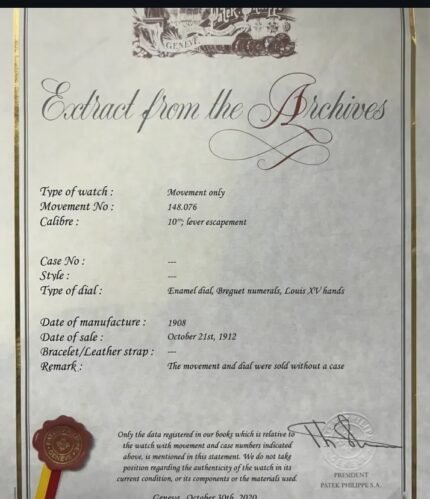 GENÈVE
Extract from the Archives
Type of watch : Movement only
Movement No : 148.076
Calibre : 10'''; lever escapement
Case No : ---
Style : ---
Type of dial : Enamel dial, Breguet numerals, Louis XV hands
Date of manufacture : 1908
Date of sale : October 21st, 1912
Bracelet/Leather strap : ---
Remark : The movement and dial were sold without a case
Only the data registered in our books which is relative to
the watch with movement and case numbers indicated
above, is mentioned in this statement. We do not take
position regarding the authenticity of the watch in its
current condition, or its components or the materials used.
PRESIDENT
PATEK PHILIPPE S.A.
Geneva, October 30th, 2020